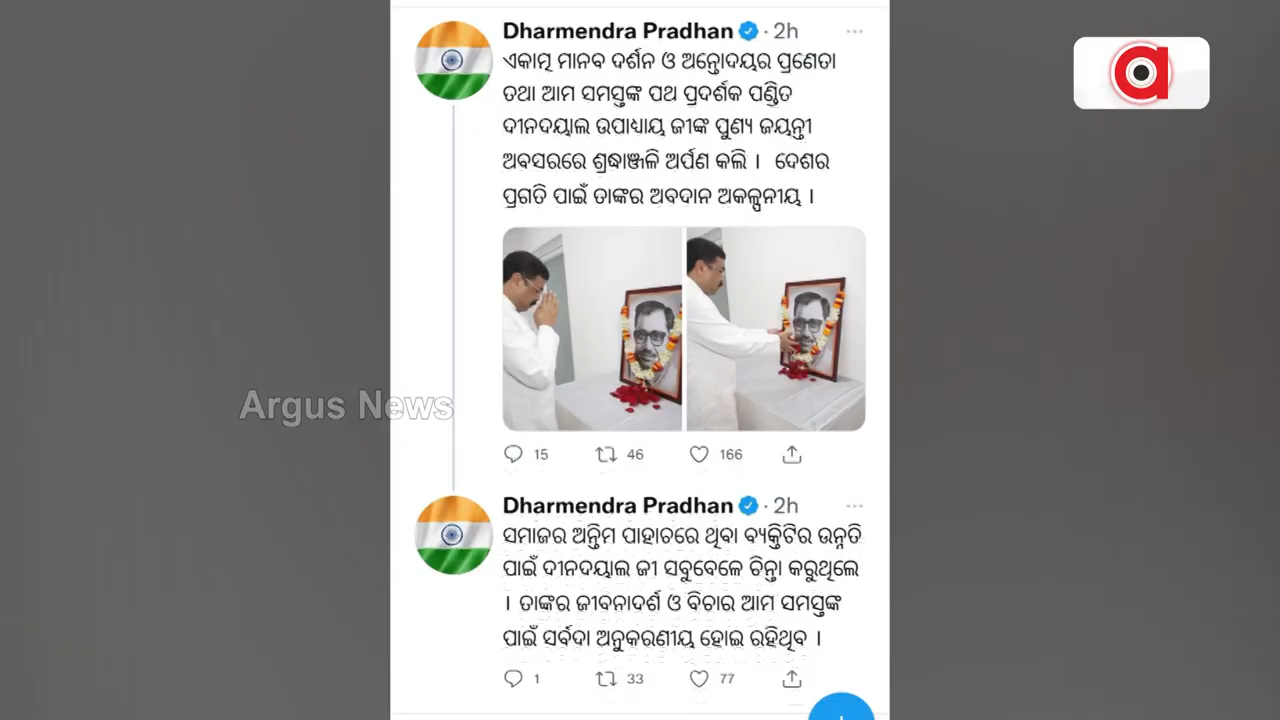 Dharmendra Pradhan · 2h
ଏକାତ୍ମ ମାନବ ଦର୍ଶନ ଓ ଅନ୍ତୋଦୟର ପ୍ରଣେତା
ତଥା ଆମ ସମସ୍ତଙ୍କ ପଥ ପ୍ରଦର୍ଶକ ପଣ୍ଡିତ
ଦୀନଦୟାଲ ଉପାଧ୍ୟାୟ ଜୀଙ୍କ ପୁଣ୍ୟ ଜୟନ୍ତୀ
ଅବସରରେ ଶ୍ରଦ୍ଧାଞ୍ଜଳି ଅର୍ପଣ କଲି । ଦେଶର
ପ୍ରଗତି ପାଇଁ ତାଙ୍କର ଅବଦାନ ଅକଳ୍ପନୀୟ ।
15 46 166
Argus News
a
Dharmendra Pradhan · 2h
ସମାଜର ଅନ୍ତିମ ପାହାଚରେ ଥିବା ବ୍ୟକ୍ତିଟିର ଉନ୍ନତି
ପାଇଁ ଦୀନଦୟାଲ ଜୀ ସବୁବେଳେ ଚିନ୍ତା କରୁଥିଲେ
। ତାଙ୍କର ଜୀବନାଦର୍ଶ ଓ ବିଚାର ଆମ ସମସ୍ତଙ୍କ
ପାଇଁ ସର୍ବଦା ଅନୁକରଣୀୟ ହୋଇ ରହିଥିବ ।
1 33 77